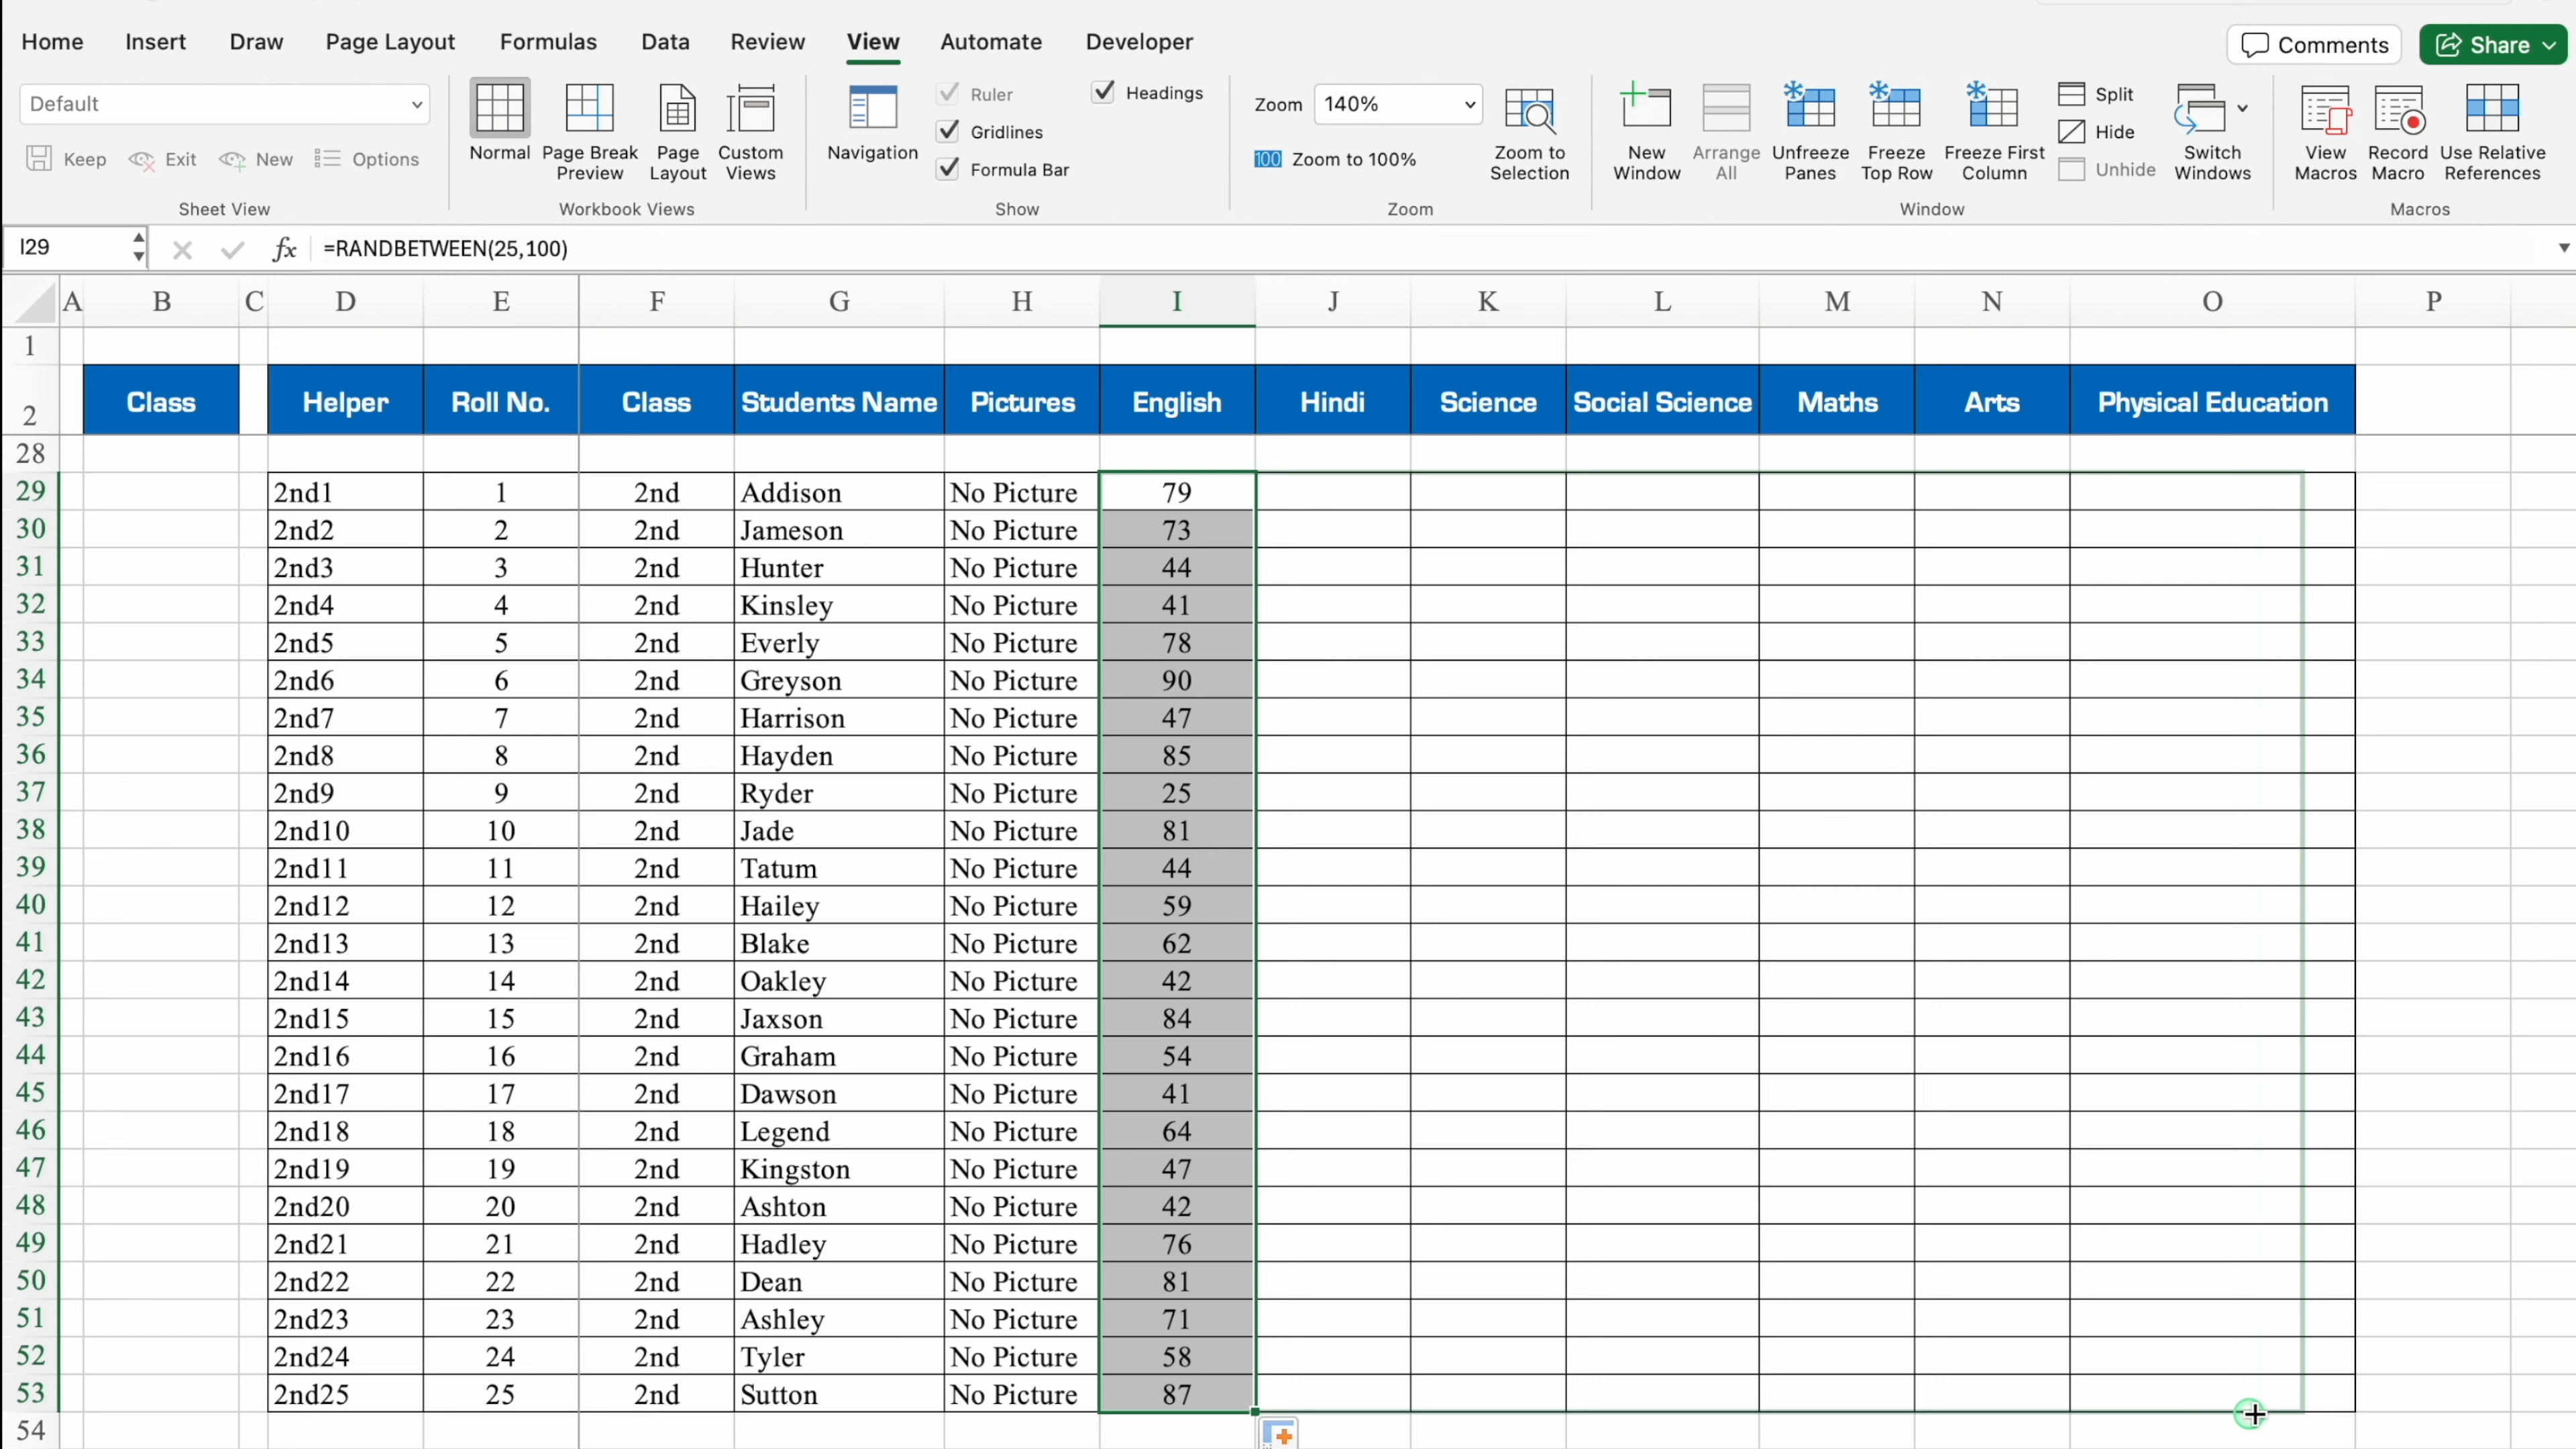 Home Insert Draw Page Layout Formulas Data Review View Automate Developer Comments Share
Default
Keep Exit New Options
Sheet View
Normal Page Break Preview Page Layout Custom Views
Workbook Views
Navigation Ruler Gridlines Formula Bar Headings
Show
Zoom 140% 100 Zoom to 100% Zoom to Selection
Zoom
New Window Arrange All Unfreeze Panes Freeze Top Row Freeze First Column Split Hide Unhide Switch Windows
Window
View Macros Record Macro Use Relative References
Macros
I29 fx =RANDBETWEEN(25,100)
A B C D E F G H I J K L M N O P
1
2 Class Helper Roll No. Class Students Name Pictures English Hindi Science Social Science Maths Arts Physical Education
28
29 2nd1 1 2nd Addison No Picture 79
30 2nd2 2 2nd Jameson No Picture 73
31 2nd3 3 2nd Hunter No Picture 44
32 2nd4 4 2nd Kinsley No Picture 41
33 2nd5 5 2nd Everly No Picture 78
34 2nd6 6 2nd Greyson No Picture 90
35 2nd7 7 2nd Harrison No Picture 47
36 2nd8 8 2nd Hayden No Picture 85
37 2nd9 9 2nd Ryder No Picture 25
38 2nd10 10 2nd Jade No Picture 81
39 2nd11 11 2nd Tatum No Picture 44
40 2nd12 12 2nd Hailey No Picture 59
41 2nd13 13 2nd Blake No Picture 62
42 2nd14 14 2nd Oakley No Picture 42
43 2nd15 15 2nd Jaxson No Picture 84
44 2nd16 16 2nd Graham No Picture 54
45 2nd17 17 2nd Dawson No Picture 41
46 2nd18 18 2nd Legend No Picture 64
47 2nd19 19 2nd Kingston No Picture 47
48 2nd20 20 2nd Ashton No Picture 42
49 2nd21 21 2nd Hadley No Picture 76
50 2nd22 22 2nd Dean No Picture 81
51 2nd23 23 2nd Ashley No Picture 71
52 2nd24 24 2nd Tyler No Picture 58
53 2nd25 25 2nd Sutton No Picture 87
54